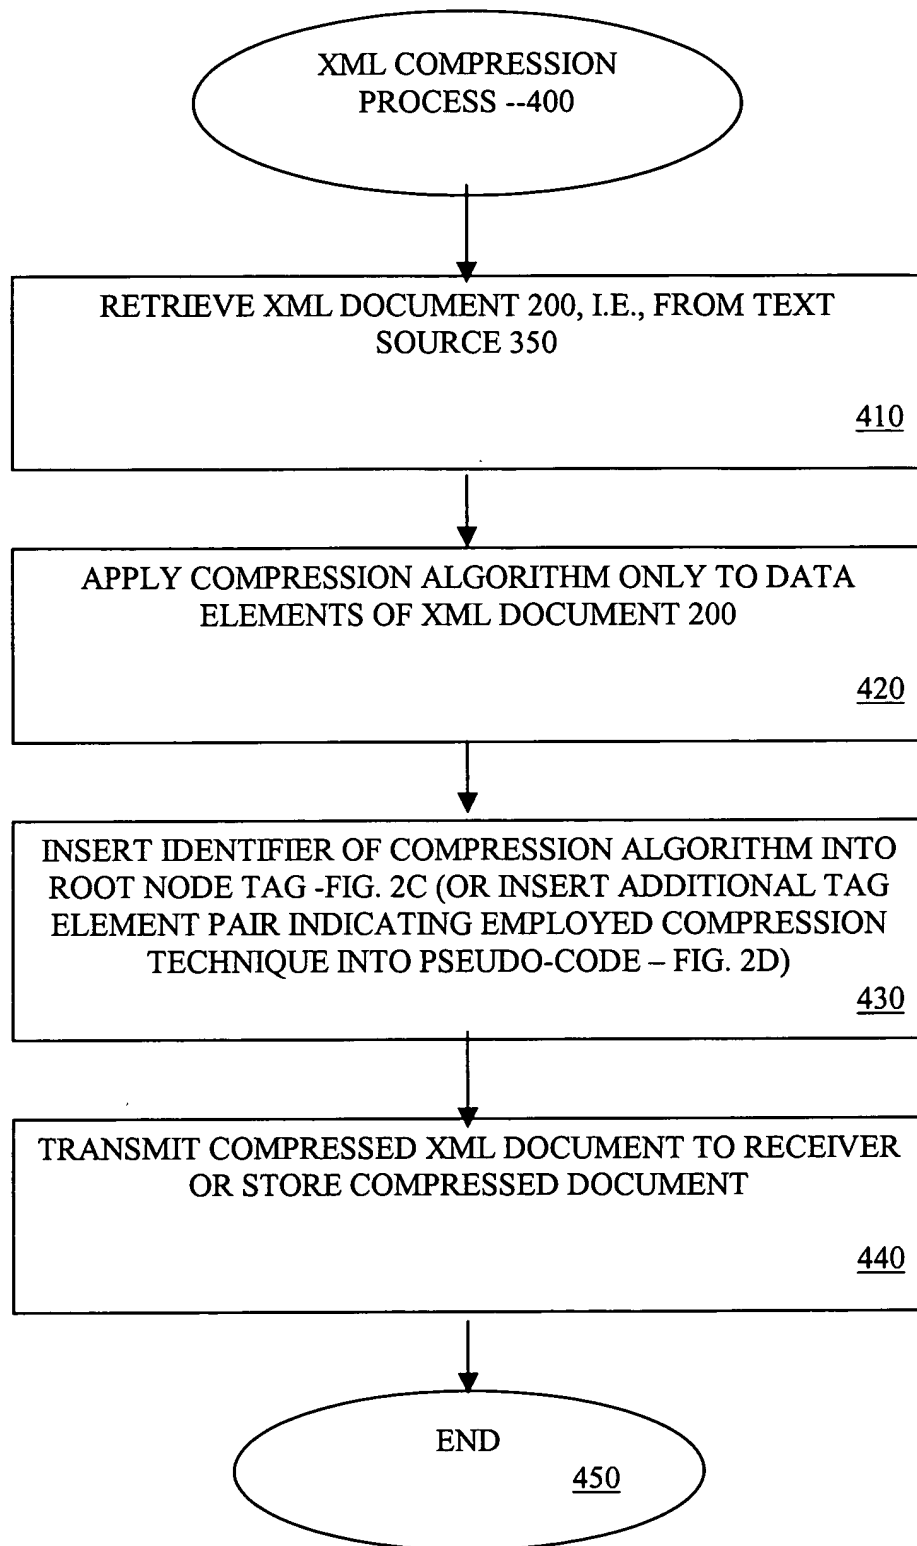 XML COMPRESSION
PROCESS --400
RETRIEVE XML DOCUMENT 200, I.E., FROM TEXT
SOURCE 350
410
APPLY COMPRESSION ALGORITHM ONLY TO DATA
ELEMENTS OF XML DOCUMENT 200
420
INSERT IDENTIFIER OF COMPRESSION ALGORITHM INTO
ROOT NODE TAG -FIG. 2C (OR INSERT ADDITIONAL TAG
ELEMENT PAIR INDICATING EMPLOYED COMPRESSION
TECHNIQUE INTO PSEUDO-CODE – FIG. 2D)
430
TRANSMIT COMPRESSED XML DOCUMENT TO RECEIVER
OR STORE COMPRESSED DOCUMENT
440
END
450